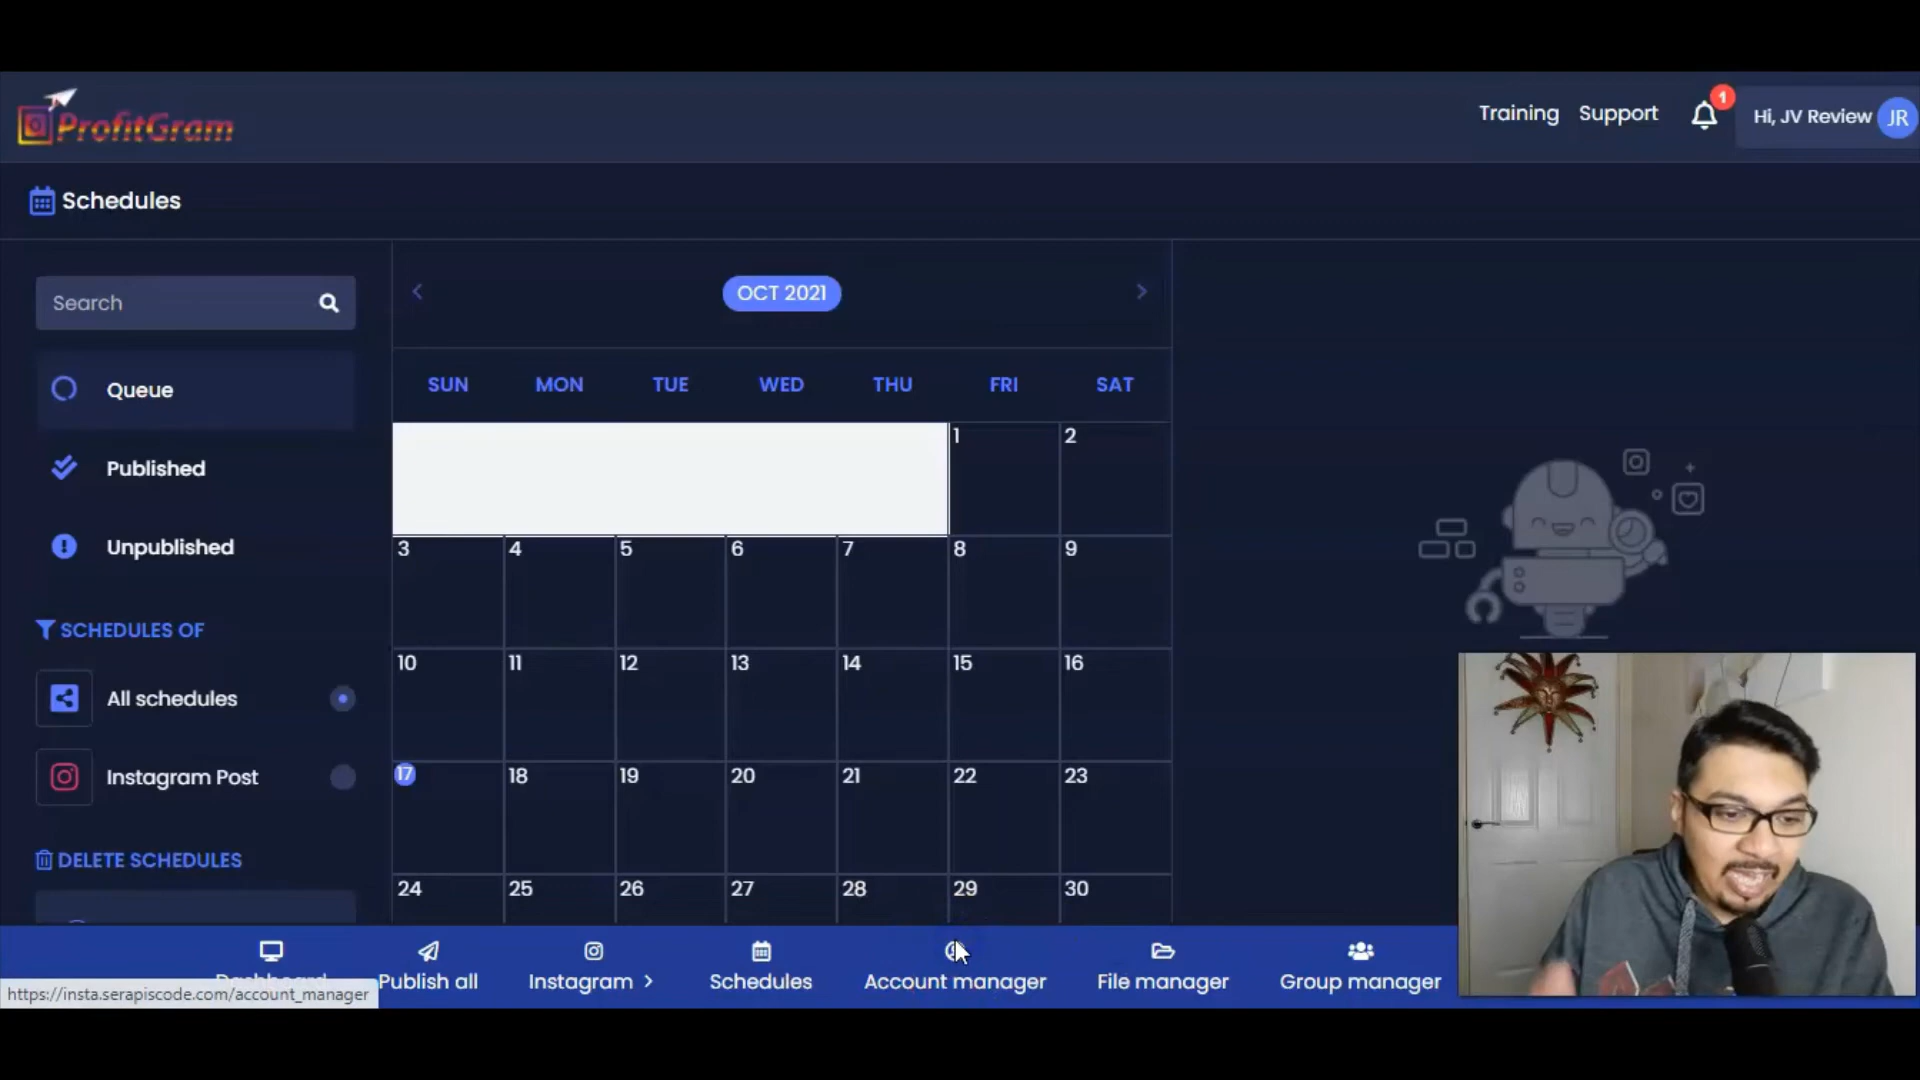 ProfitGram
Training Support 1 Hi, JV Review JR
Schedules
Search
OCT 2021
Queue
Published
Unpublished
SCHEDULES OF
All schedules
Instagram Post
DELETE SCHEDULES
SUN MON TUE WED THU FRI SAT
1 2
3 4 5 6 7 8 9
10 11 12 13 14 15 16
17 18 19 20 21 22 23
24 25 26 27 28 29 30
Dashboard Publish all Instagram Schedules Account manager File manager Group manager
https://insta.serapiscode.com/account_manager